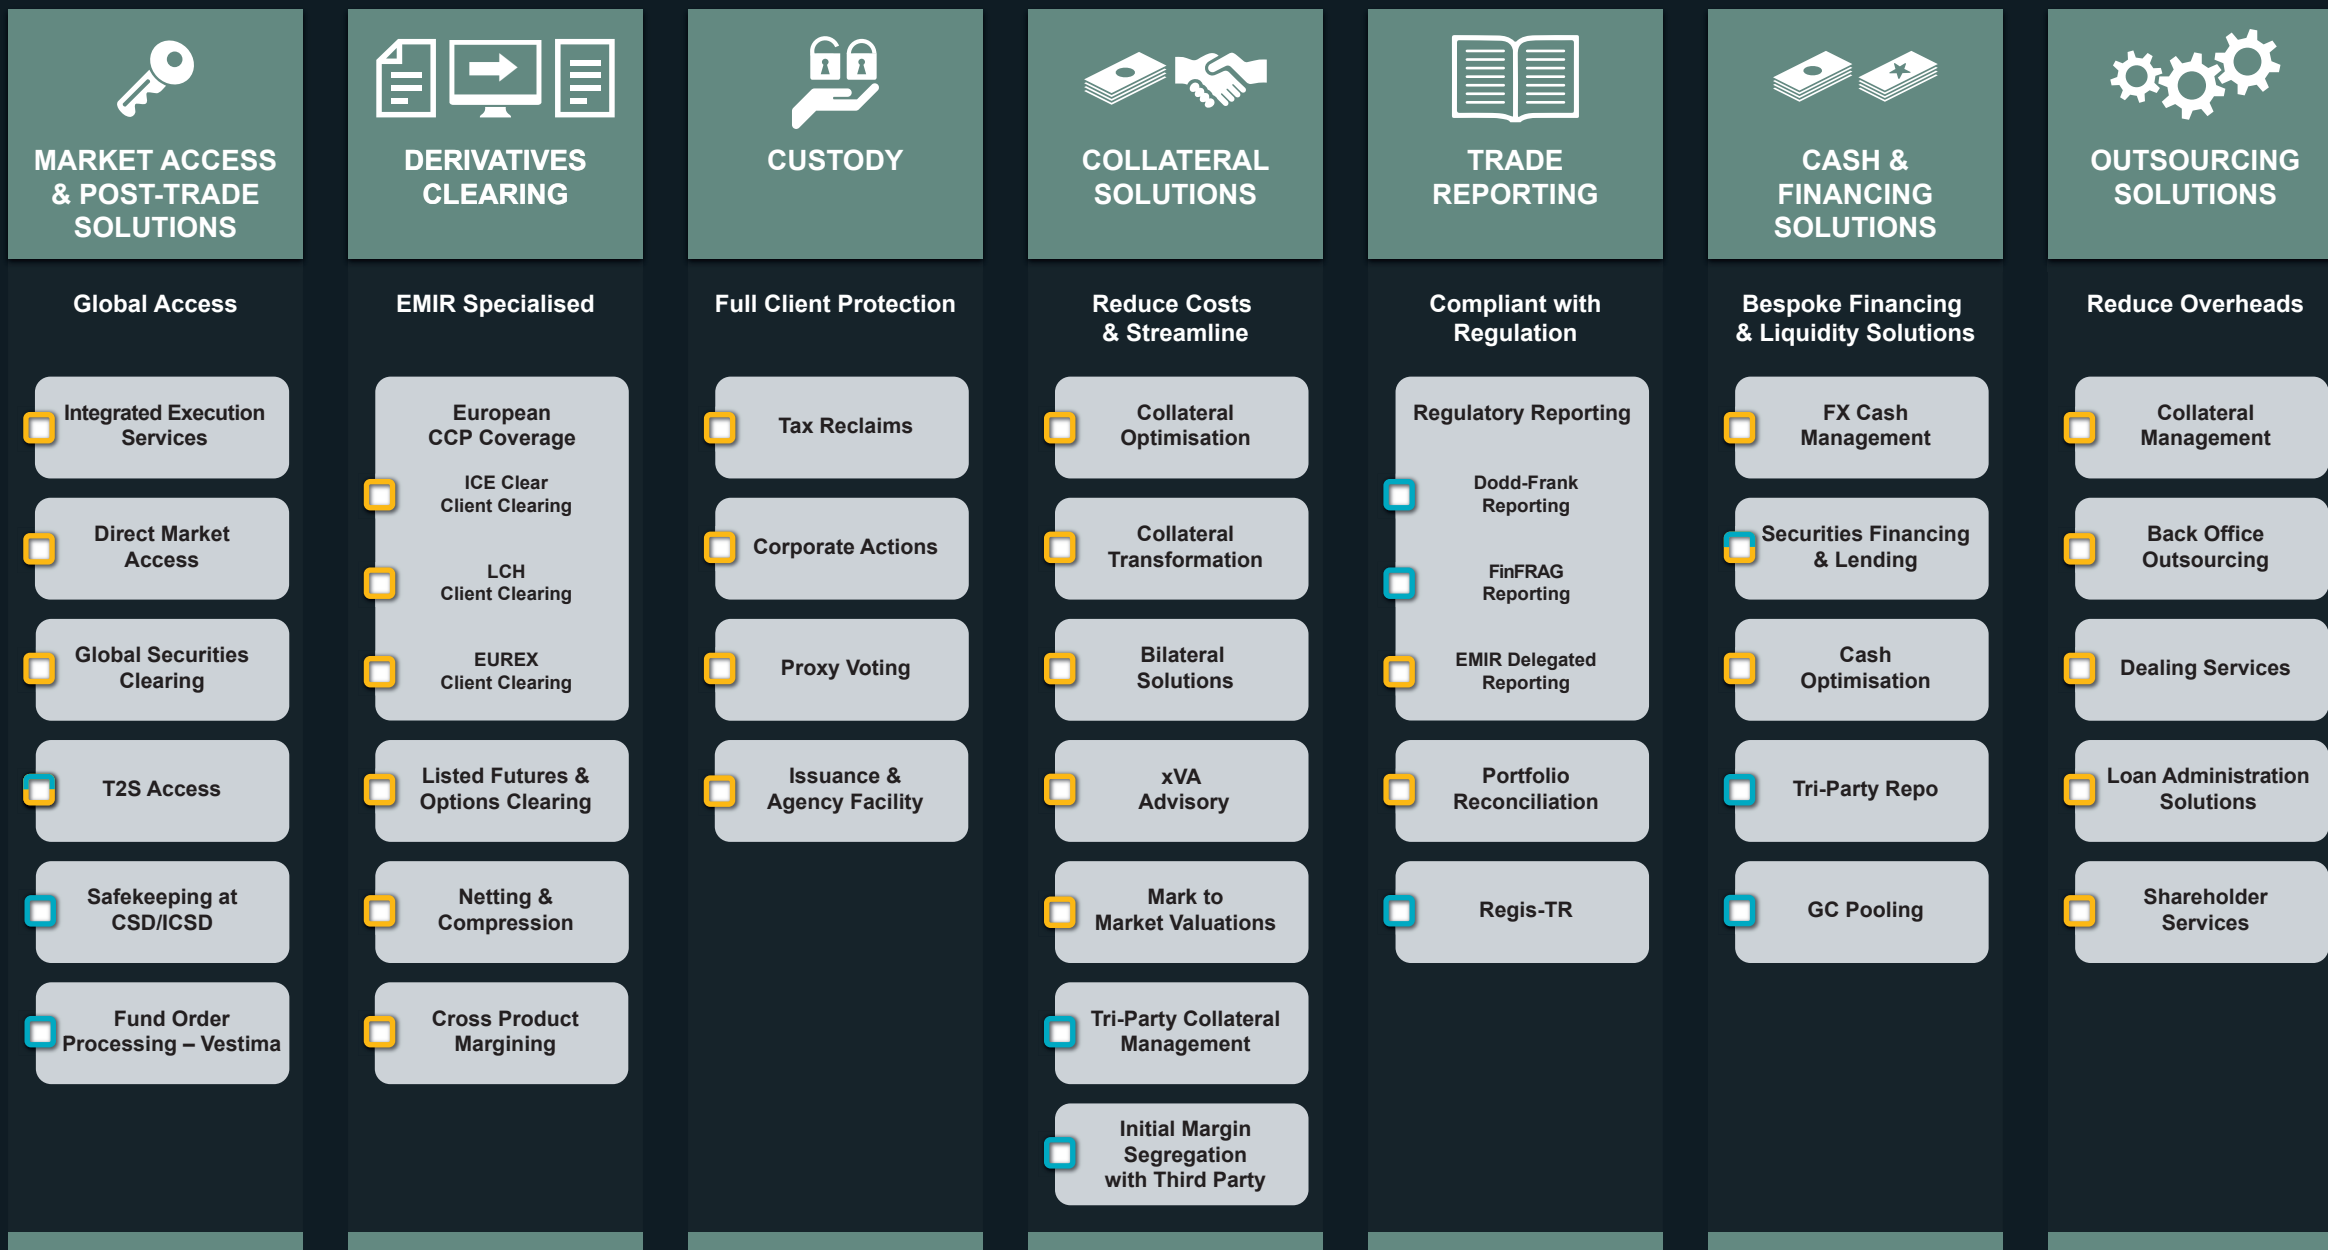 MARKET ACCESS
& POST-TRADE
SOLUTIONS
Global Access
Integrated Execution
Services
Direct Market
Access
Global Securities
Clearing
T2S Access
Safekeeping at
CSD/ICSD
Fund Order
Processing – Vestima
DERIVATIVES
CLEARING
EMIR Specialised
European
CCP Coverage
ICE Clear
Client Clearing
LCH
Client Clearing
EUREX
Client Clearing
Listed Futures &
Options Clearing
Netting &
Compression
Cross Product
Margining
CUSTODY
Full Client Protection
Tax Reclaims
Corporate Actions
Proxy Voting
Issuance &
Agency Facility
COLLATERAL
SOLUTIONS
Reduce Costs
& Streamline
Collateral
Optimisation
Collateral
Transformation
Bilateral
Solutions
xVA
Advisory
Mark to
Market Valuations
Tri-Party Collateral
Management
Initial Margin
Segregation
with Third Party
TRADE
REPORTING
Compliant with
Regulation
Regulatory Reporting
Dodd-Frank
Reporting
FinFRAG
Reporting
EMIR Delegated
Reporting
Portfolio
Reconciliation
Regis-TR
CASH &
FINANCING
SOLUTIONS
Bespoke Financing
& Liquidity Solutions
FX Cash
Management
Securities Financing
& Lending
Cash
Optimisation
Tri-Party Repo
GC Pooling
OUTSOURCING
SOLUTIONS
Reduce Overheads
Collateral
Management
Back Office
Outsourcing
Dealing Services
Loan Administration
Solutions
Shareholder
Services